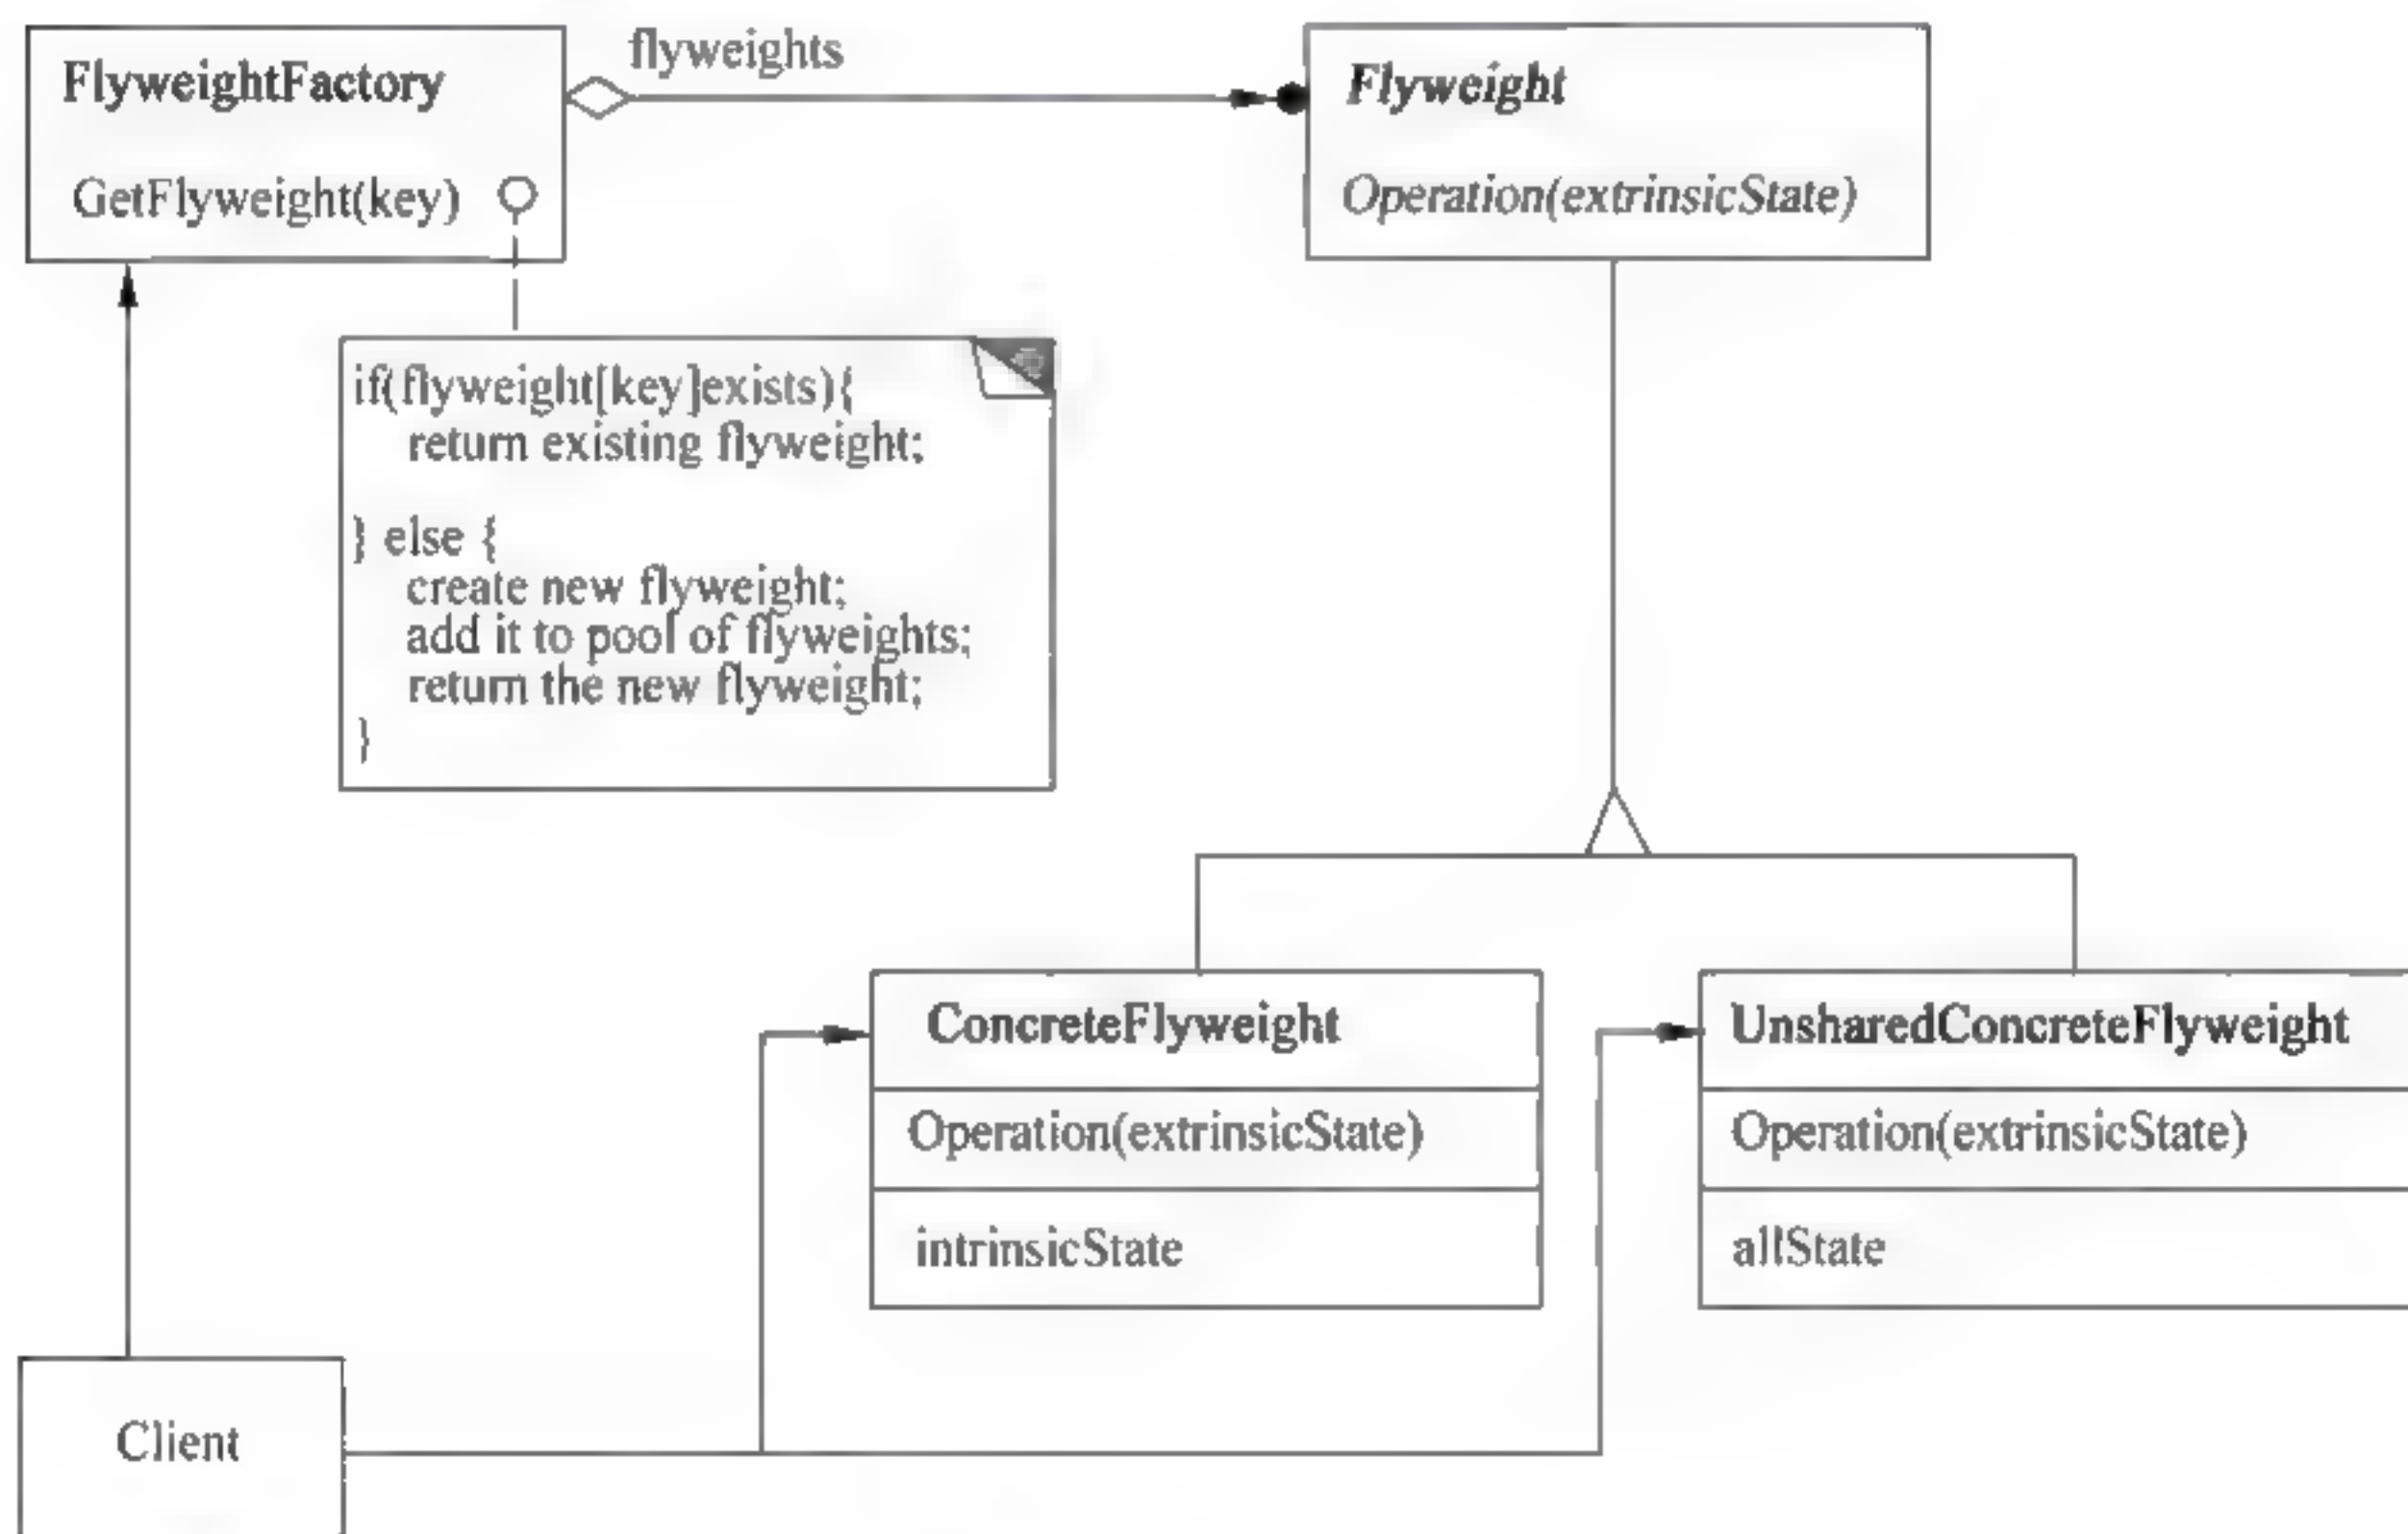 FlyweightFactory
GetFlyweight(key)
flyweights
Flyweight
Operation(extrinsicState)
if(flyweight[key]exists){
return existing flyweight;
} else {
create new flyweight;
add it to pool of flyweights;
return the new flyweight;
}
ConcreteFlyweight
Operation(extrinsicState)
intrinsicState
UnsharedConcreteFlyweight
Operation(extrinsicState)
allState
Client